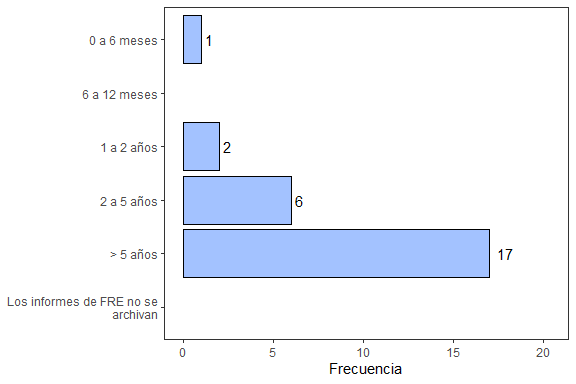 0 a 6 meses
1
6 a 12 meses
1 a 2 años
2
2 a 5 años
6
> 5 años
17
Los informes de FRE no se
archivan
0
5
10
15
20
Frecuencia